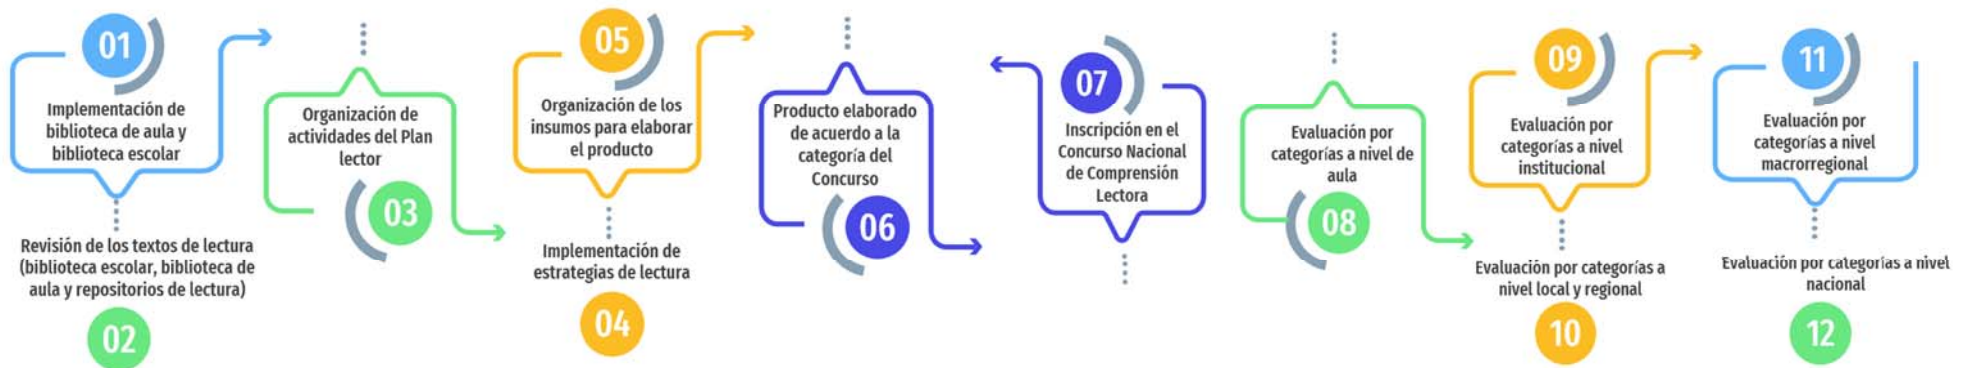 01
Implementación de
biblioteca de aula y
biblioteca escolar
Revisión de los textos de lectura
(biblioteca escolar, biblioteca de
aula y repositorios de lectura)
02
Organización de
actividades del Plan
lector
03
Implementación de
estrategias de lectura
04
05
Organización de los
insumos para elaborar
el producto
Producto elaborado
de acuerdo a la
categoría del
Concurso
06
07
Inscripción en el
Concurso Nacional
de Comprensión
Lectora
Evaluación por
categorías a nivel de
aula
08
09
Evaluación por
categorías a nivel
institucional
Evaluación por categorías a
nivel local y regional
10
11
Evaluación por
categorías a nivel
macrorregional
Evaluación por categorías a nivel
nacional
12